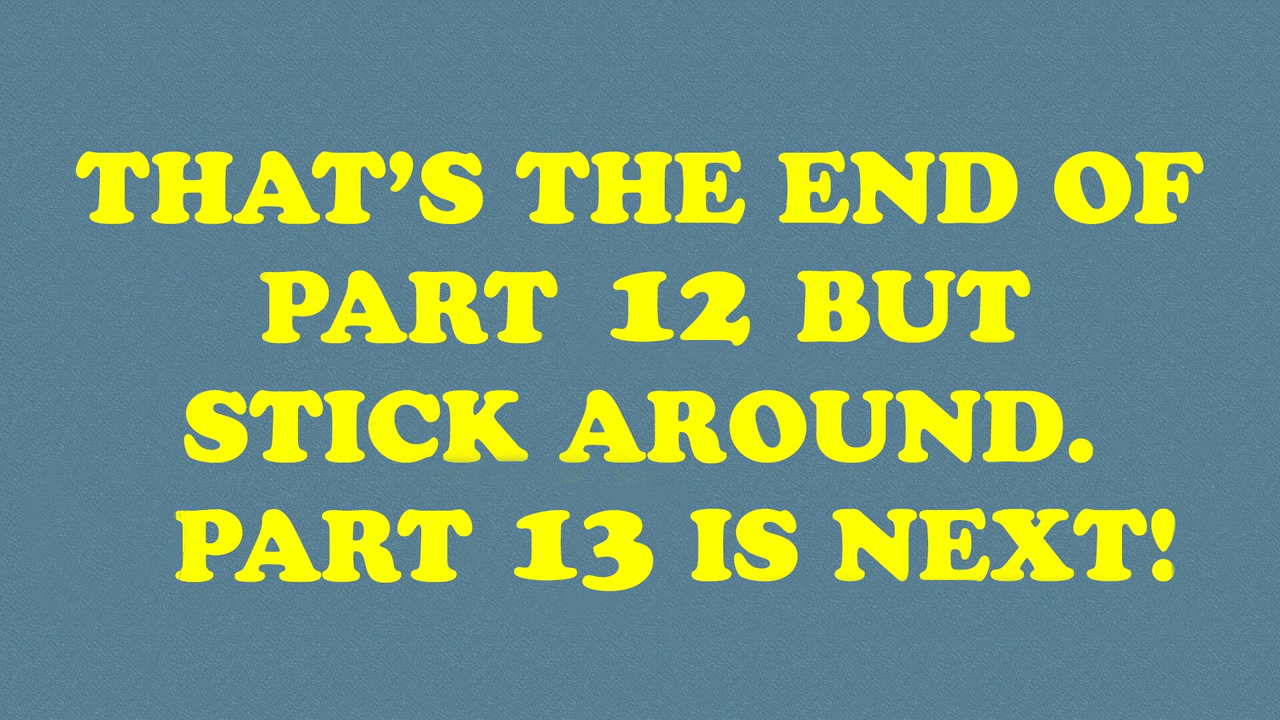 THAT’S THE END OF
PART 12 BUT
STICK AROUND.
PART 13 IS NEXT!